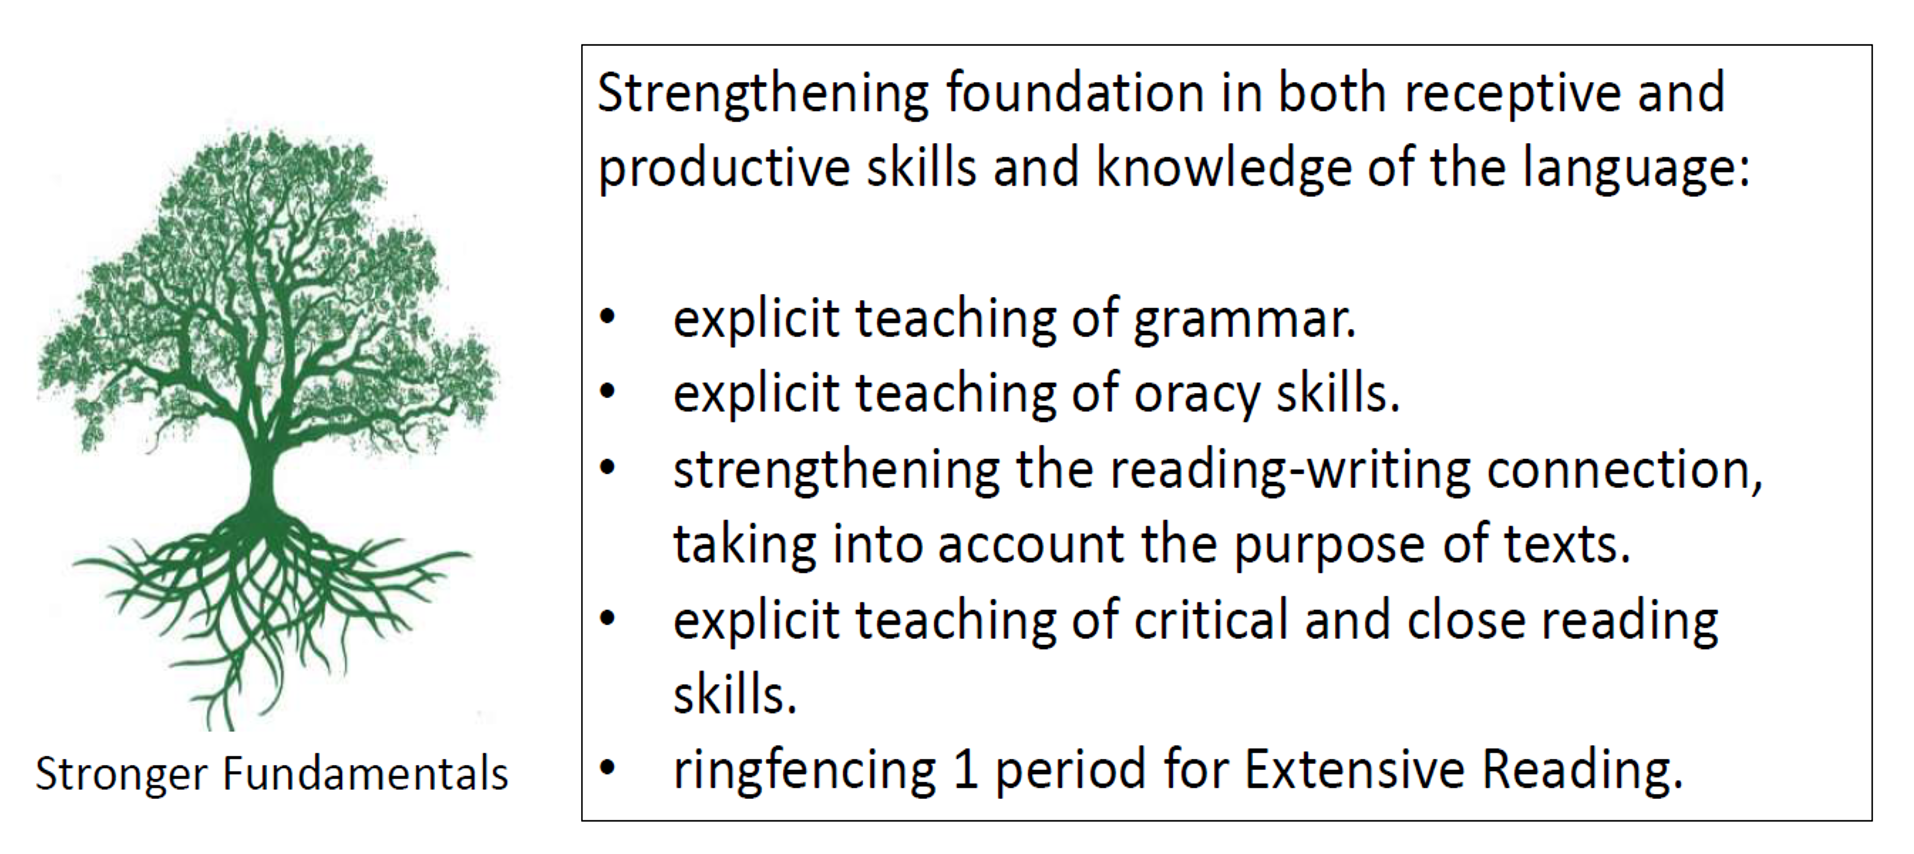 Strengthening foundation in both receptive and
productive skills and knowledge of the language:
• explicit teaching of grammar.
• explicit teaching of oracy skills.
• strengthening the reading-writing connection,
taking into account the purpose of texts.
• explicit teaching of critical and close reading
skills.
• ringfencing 1 period for Extensive Reading.
Stronger Fundamentals